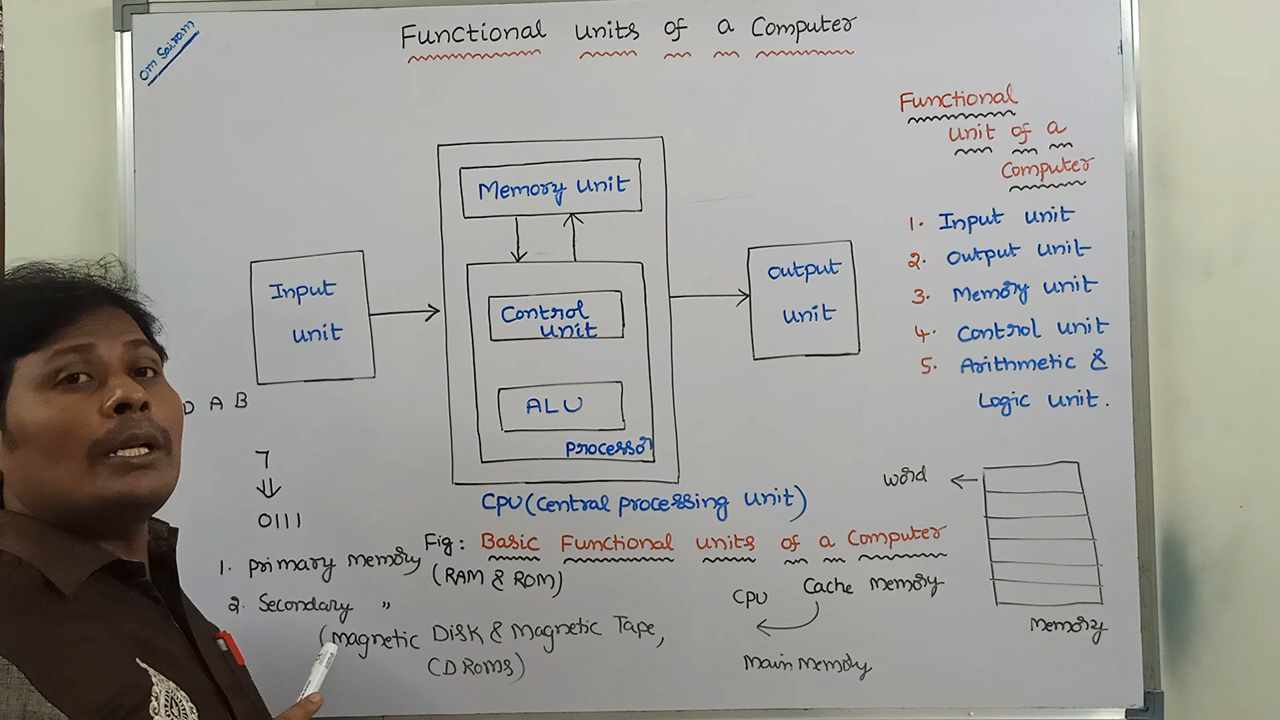 Om Sairam
Functional units of a Computer
Functional
unit of a
Computer
1. Input unit
2. Output unit
3. Memory unit
4. Control unit
5. Arithmetic &
Logic unit.
Memory unit
Input
unit
Control
unit
ALU
processor
output
unit
CPU (Central processing unit)
Fig: Basic Functional units of a Computer
D A B
7
0111
1. primary memory
(RAM & ROM)
2. Secondary "
(magnetic Disk & Magnetic Tape,
CD ROMs)
CPU
Cache memory
Main memory
word
Memory